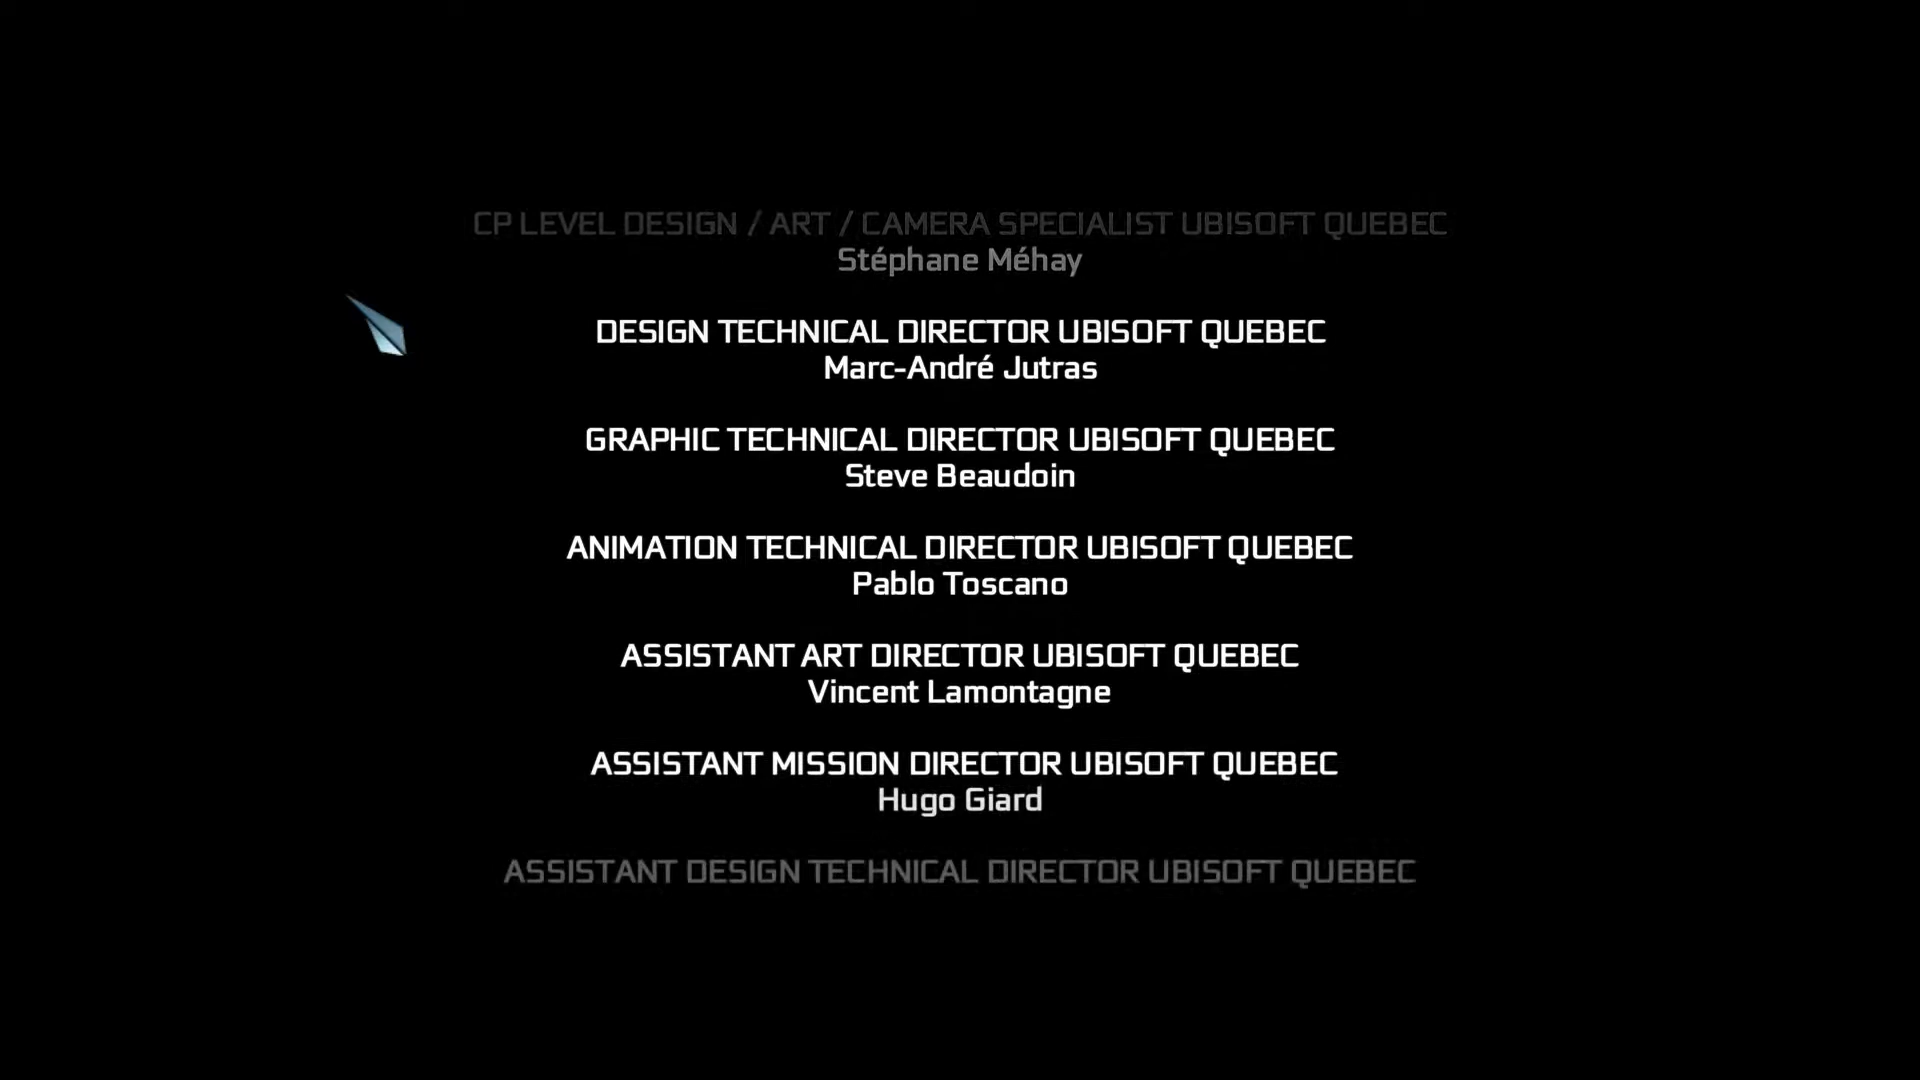 CP LEVEL DESIGN / ART / CAMERA SPECIALIST UBISOFT QUEBEC
Stéphane Méhay
DESIGN TECHNICAL DIRECTOR UBISOFT QUEBEC
Marc-André Jutras
GRAPHIC TECHNICAL DIRECTOR UBISOFT QUEBEC
Steve Beaudoin
ANIMATION TECHNICAL DIRECTOR UBISOFT QUEBEC
Pablo Toscano
ASSISTANT ART DIRECTOR UBISOFT QUEBEC
Vincent Lamontagne
ASSISTANT MISSION DIRECTOR UBISOFT QUEBEC
Hugo Giard
ASSISTANT DESIGN TECHNICAL DIRECTOR UBISOFT QUEBEC